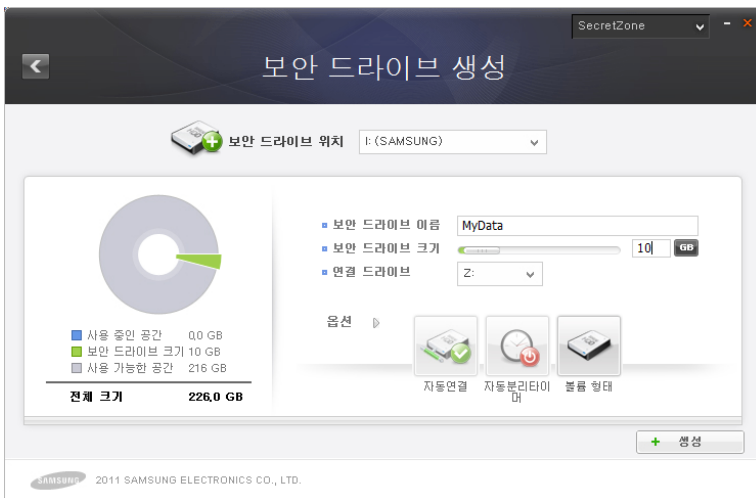 SecretZone
보안 드라이브 생성
보안 드라이브 위치 I: (SAMSUNG)
보안 드라이브 이름 MyData
보안 드라이브 크기 10 GB
연결 드라이브 Z:
옵션
사용 중인 공간 0,0 GB
보안 드라이브 크기 10 GB
사용 가능한 공간 216 GB
전체 크기 226,0 GB
자동연결 자동분리타이머 볼륨 형태
+ 생성
SAMSUNG 2011 SAMSUNG ELECTRONICS CO., LTD.